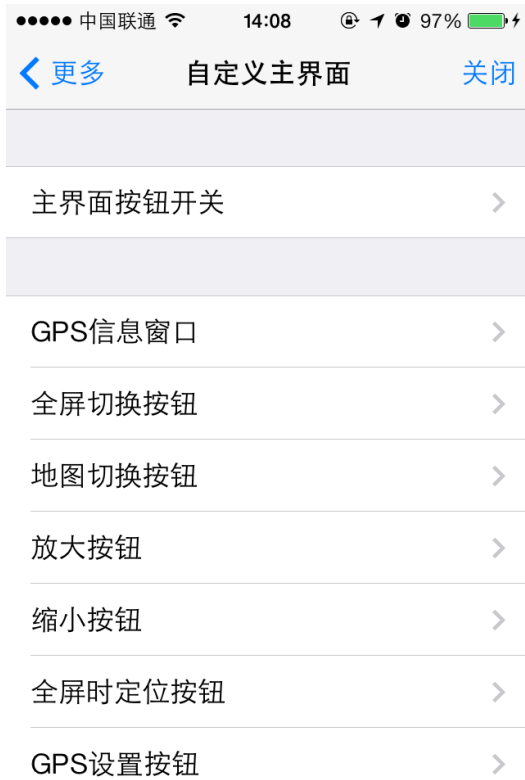 中国联通 14:08 97%
更多 自定义主界面 关闭
主界面按钮开关
GPS信息窗口
全屏切换按钮
地图切换按钮
放大按钮
缩小按钮
全屏时定位按钮
GPS设置按钮